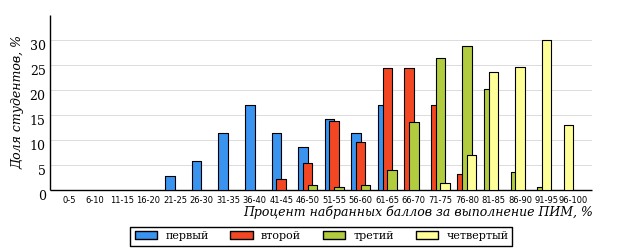 Доля студентов, %
30
25
20
15
10
5
0
0-5 6-10 11-15 16-20 21-25 26-30 31-35 36-40 41-45 46-50 51-55 56-60 61-65 66-70 71-75 76-80 81-85 86-90 91-95 96-100
Процент набранных баллов за выполнение ПИМ, %
первый второй третий четвертый